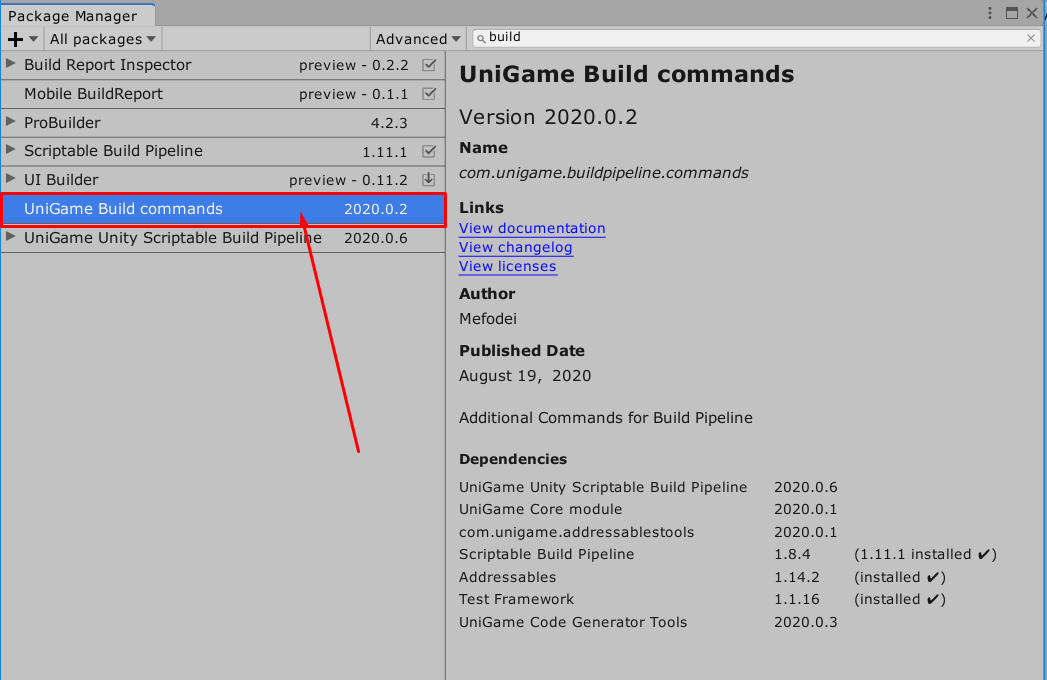 Package Manager
All packages
Advanced
build
Build Report Inspector preview - 0.2.2
Mobile BuildReport preview - 0.1.1
ProBuilder 4.2.3
Scriptable Build Pipeline 1.11.1
UI Builder preview - 0.11.2
UniGame Build commands 2020.0.2
UniGame Unity Scriptable Build Pipeline 2020.0.6
UniGame Build commands
Version 2020.0.2
Name
com.unigame.buildpipeline.commands
Links
View documentation
View changelog
View licenses
Author
Mefodei
Published Date
August 19, 2020
Additional Commands for Build Pipeline
Dependencies
UniGame Unity Scriptable Build Pipeline 2020.0.6
UniGame Core module 2020.0.1
com.unigame.addressablestools 2020.0.1
Scriptable Build Pipeline 1.8.4 (1.11.1 installed ✔)
Addressables 1.14.2 (installed ✔)
Test Framework 1.1.16 (installed ✔)
UniGame Code Generator Tools 2020.0.3